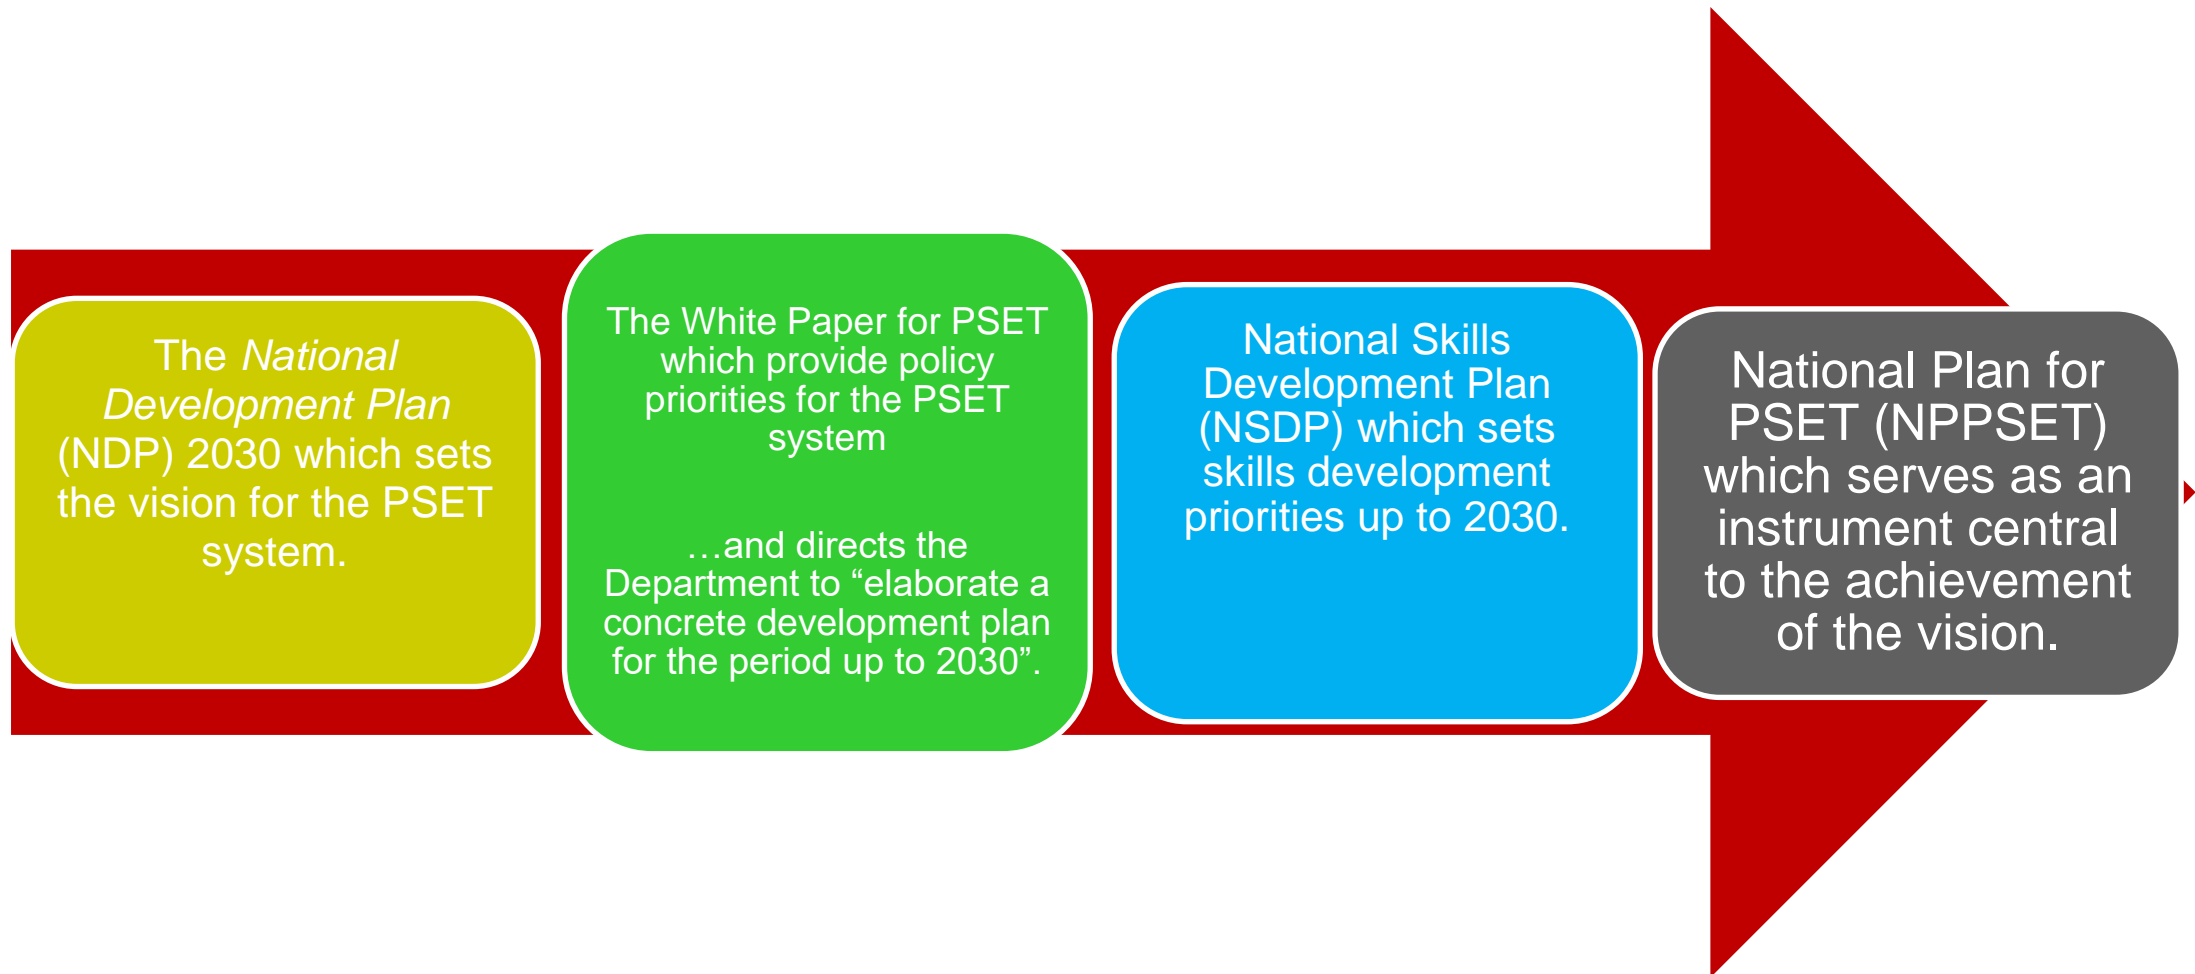 The National
Development Plan
(NDP) 2030 which sets
the vision for the PSET
system.
The White Paper for PSET
which provide policy
priorities for the PSET
system
…and directs the
Department to “elaborate a
concrete development plan
for the period up to 2030”.
National Skills
Development Plan
(NSDP) which sets
skills development
priorities up to 2030.
National Plan for
PSET (NPPSET)
which serves as an
instrument central
to the achievement
of the vision.